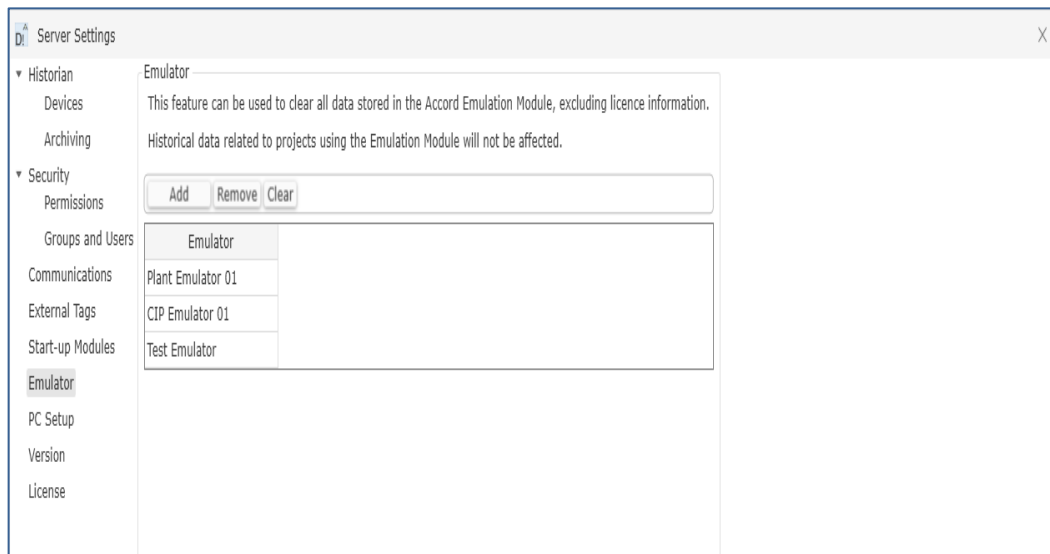 Server Settings
Historian
Devices
Archiving
Security
Permissions
Groups and Users
Communications
External Tags
Start-up Modules
Emulator
PC Setup
Version
License
Emulator
This feature can be used to clear all data stored in the Accord Emulation Module, excluding licence information.
Historical data related to projects using the Emulation Module will not be affected.
Add Remove Clear
Emulator
Plant Emulator 01
CIP Emulator 01
Test Emulator